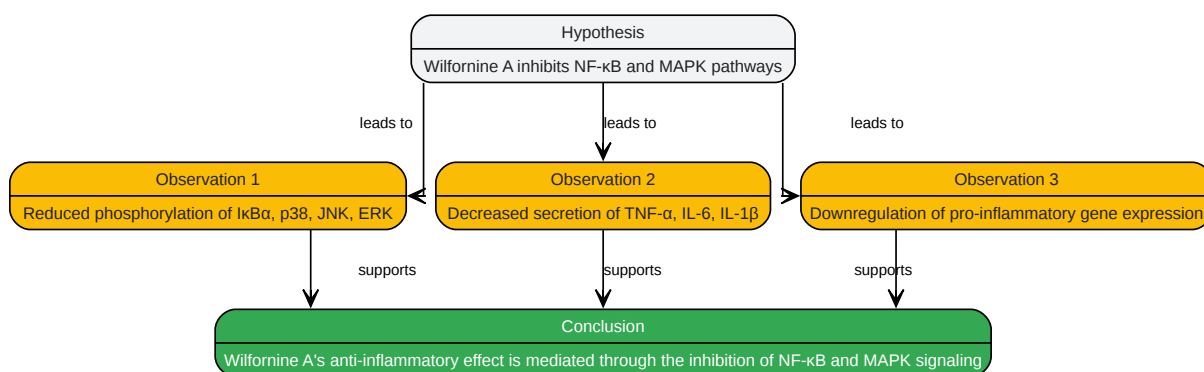 Hypothesis
Wilfornine A inhibits NF-κB and MAPK pathways
leads to
leads to
leads to
Observation 1
Reduced phosphorylation of IκBα, p38, JNK, ERK
Observation 2
Decreased secretion of TNF-α, IL-6, IL-1β
Observation 3
Downregulation of pro-inflammatory gene expression
supports
supports
supports
Conclusion
Wilfornine A's anti-inflammatory effect is mediated through the inhibition of NF-κB and MAPK signaling